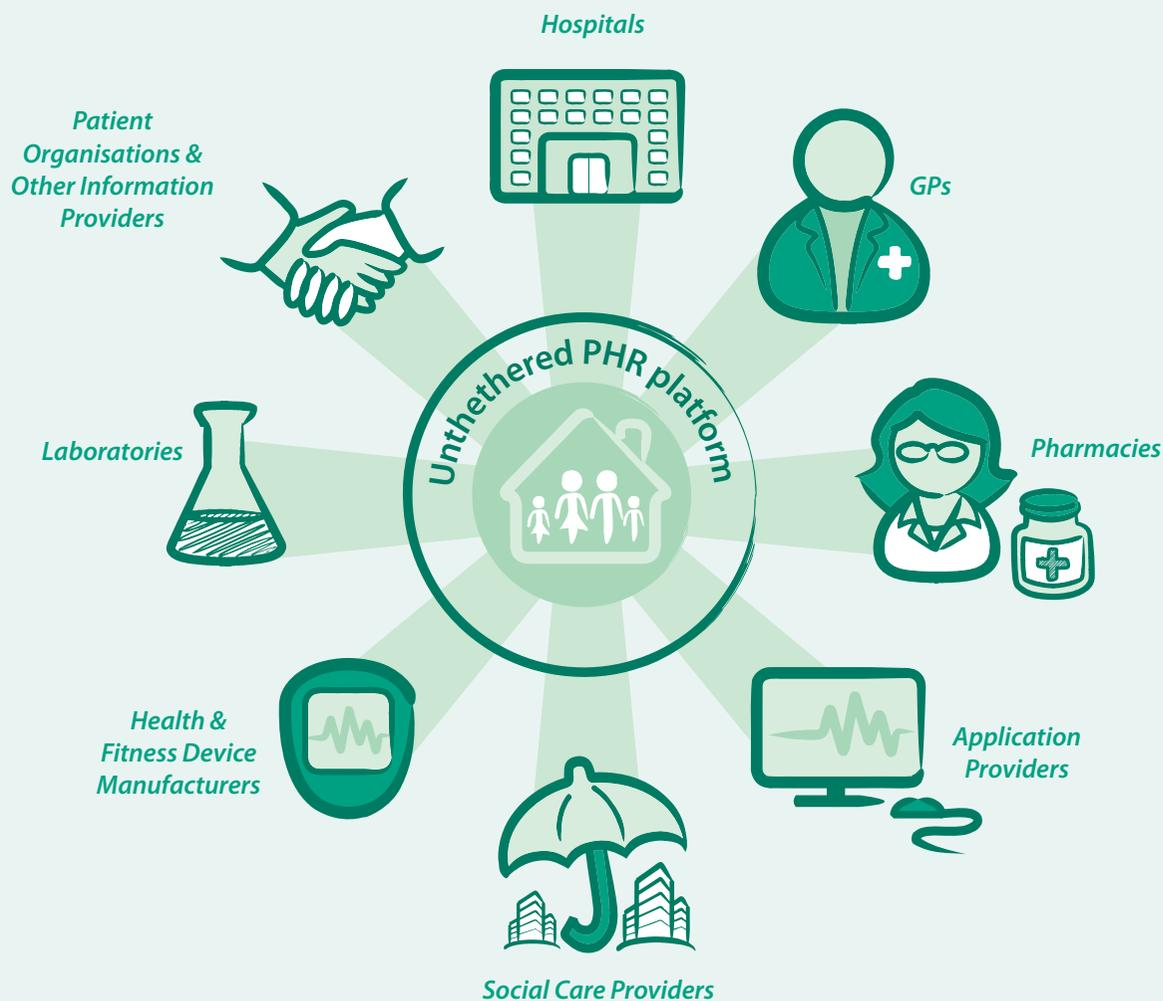 Hospitals
Patient
Organisations &
Other Information
Providers
GPs
Unthethered PHR platform
Laboratories
Pharmacies
Health &
Fitness Device
Manufacturers
Application
Providers
Social Care Providers